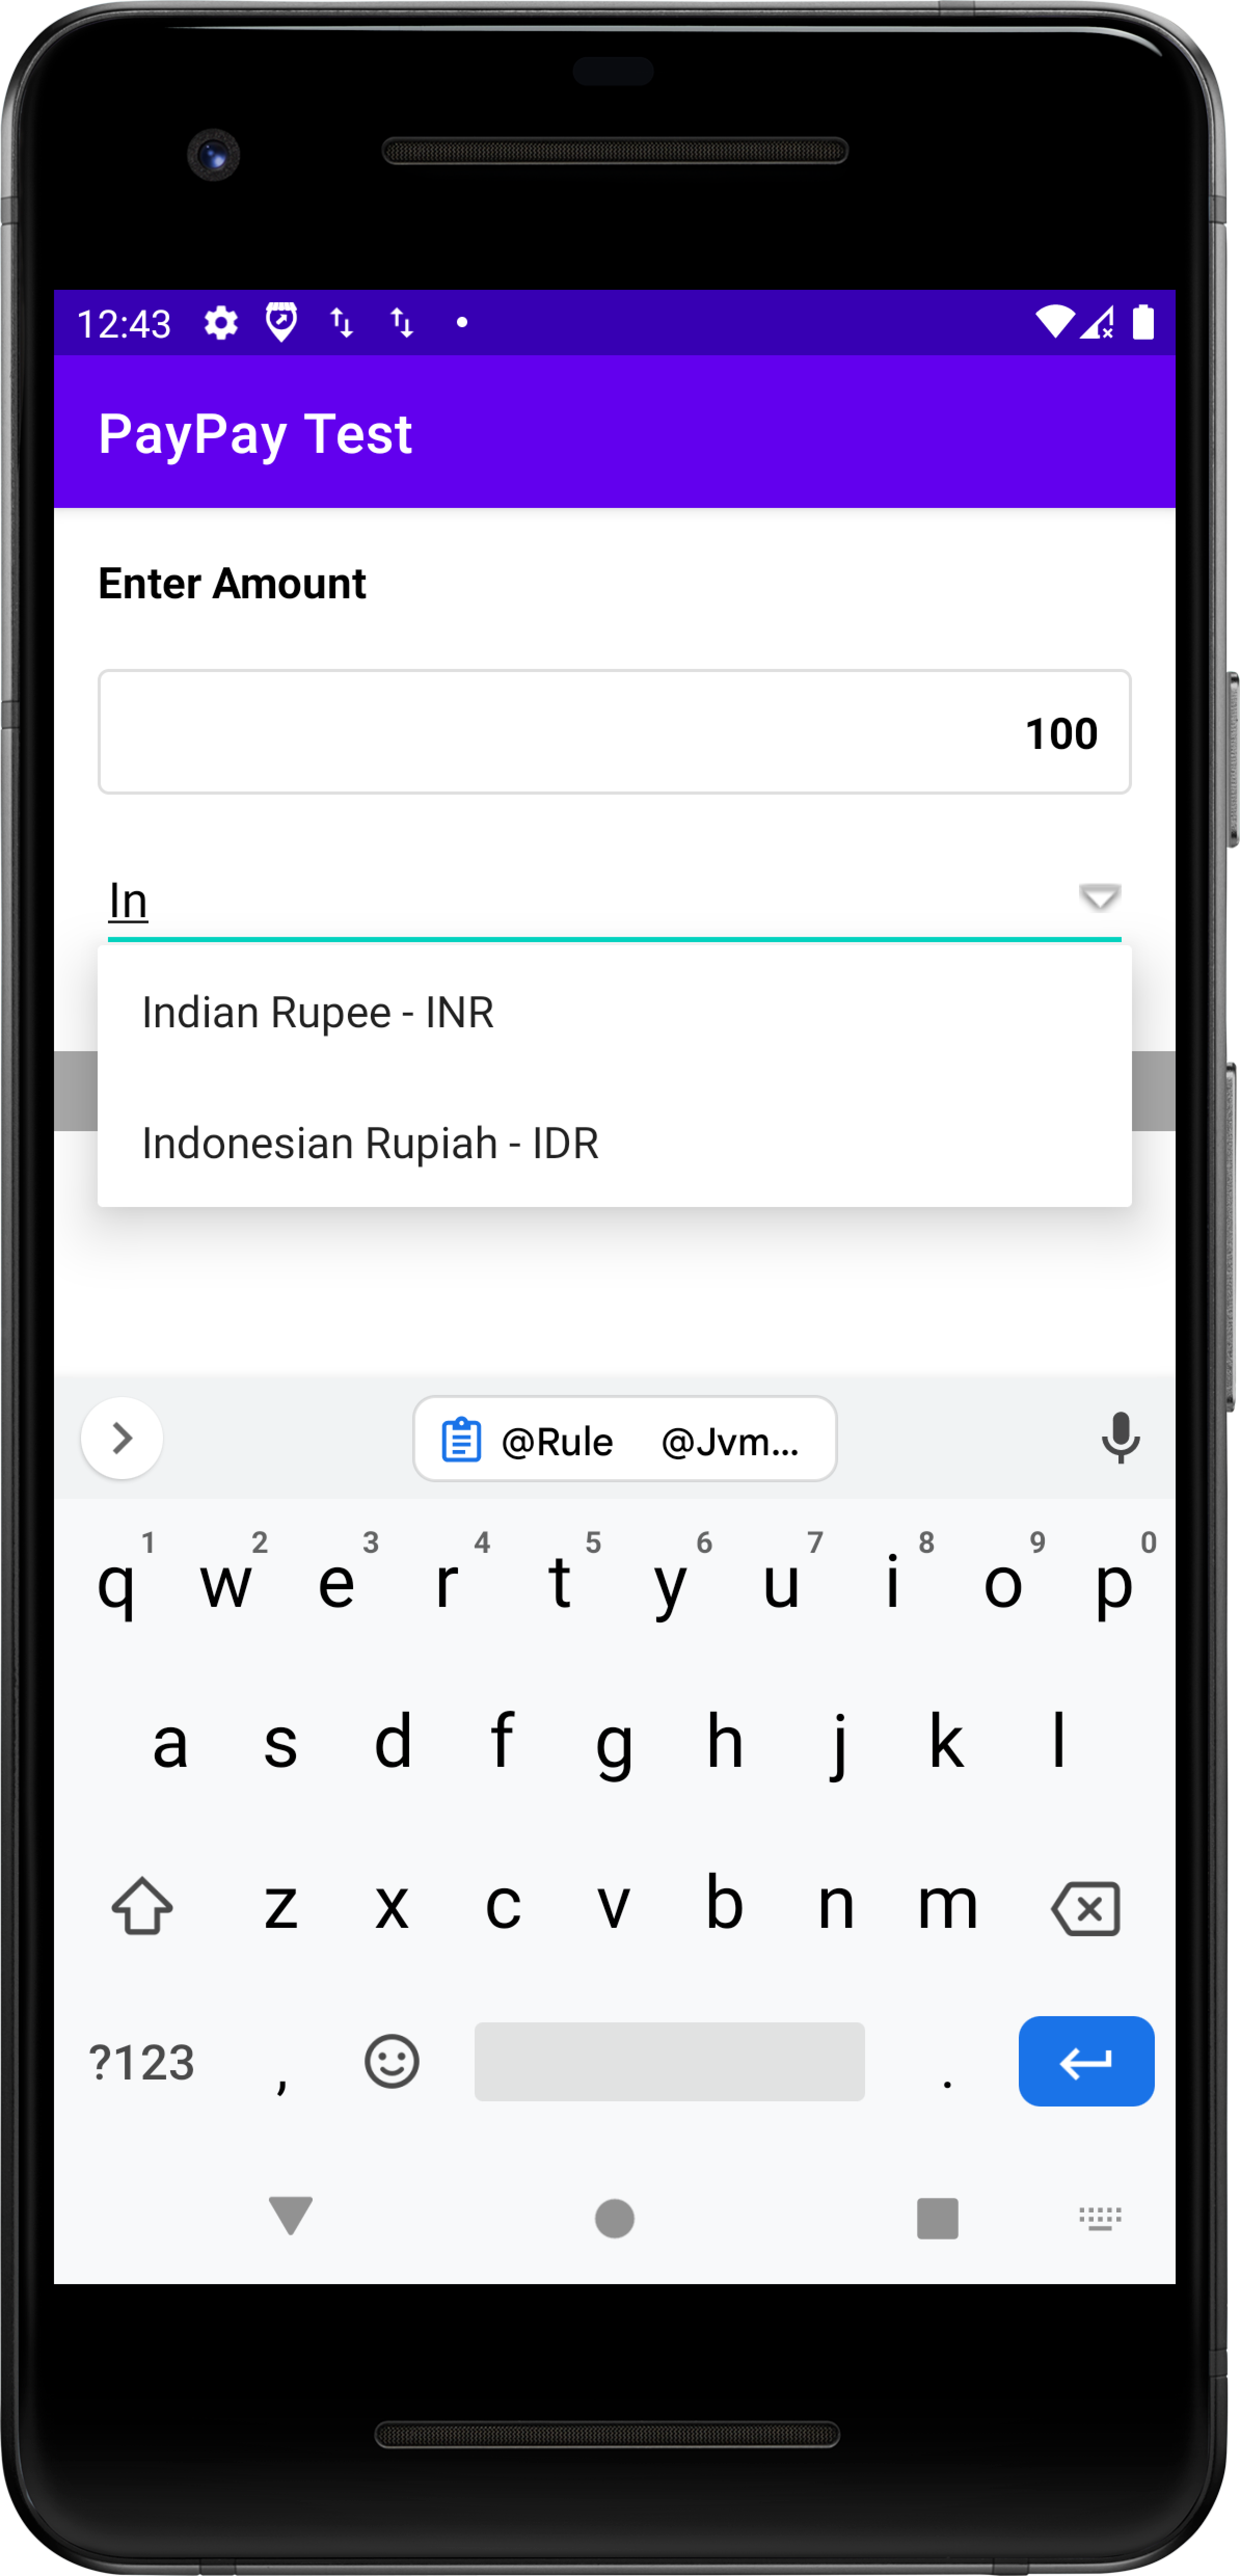 12:43
PayPay Test
Enter Amount
100
In
Indian Rupee - INR
Indonesian Rupiah - IDR
@Rule @Jvm...
1 2 3 4 5 6 7 8 9 0
q w e r t y u i o p
a s d f g h j k l
z x c v b n m
?123 , .